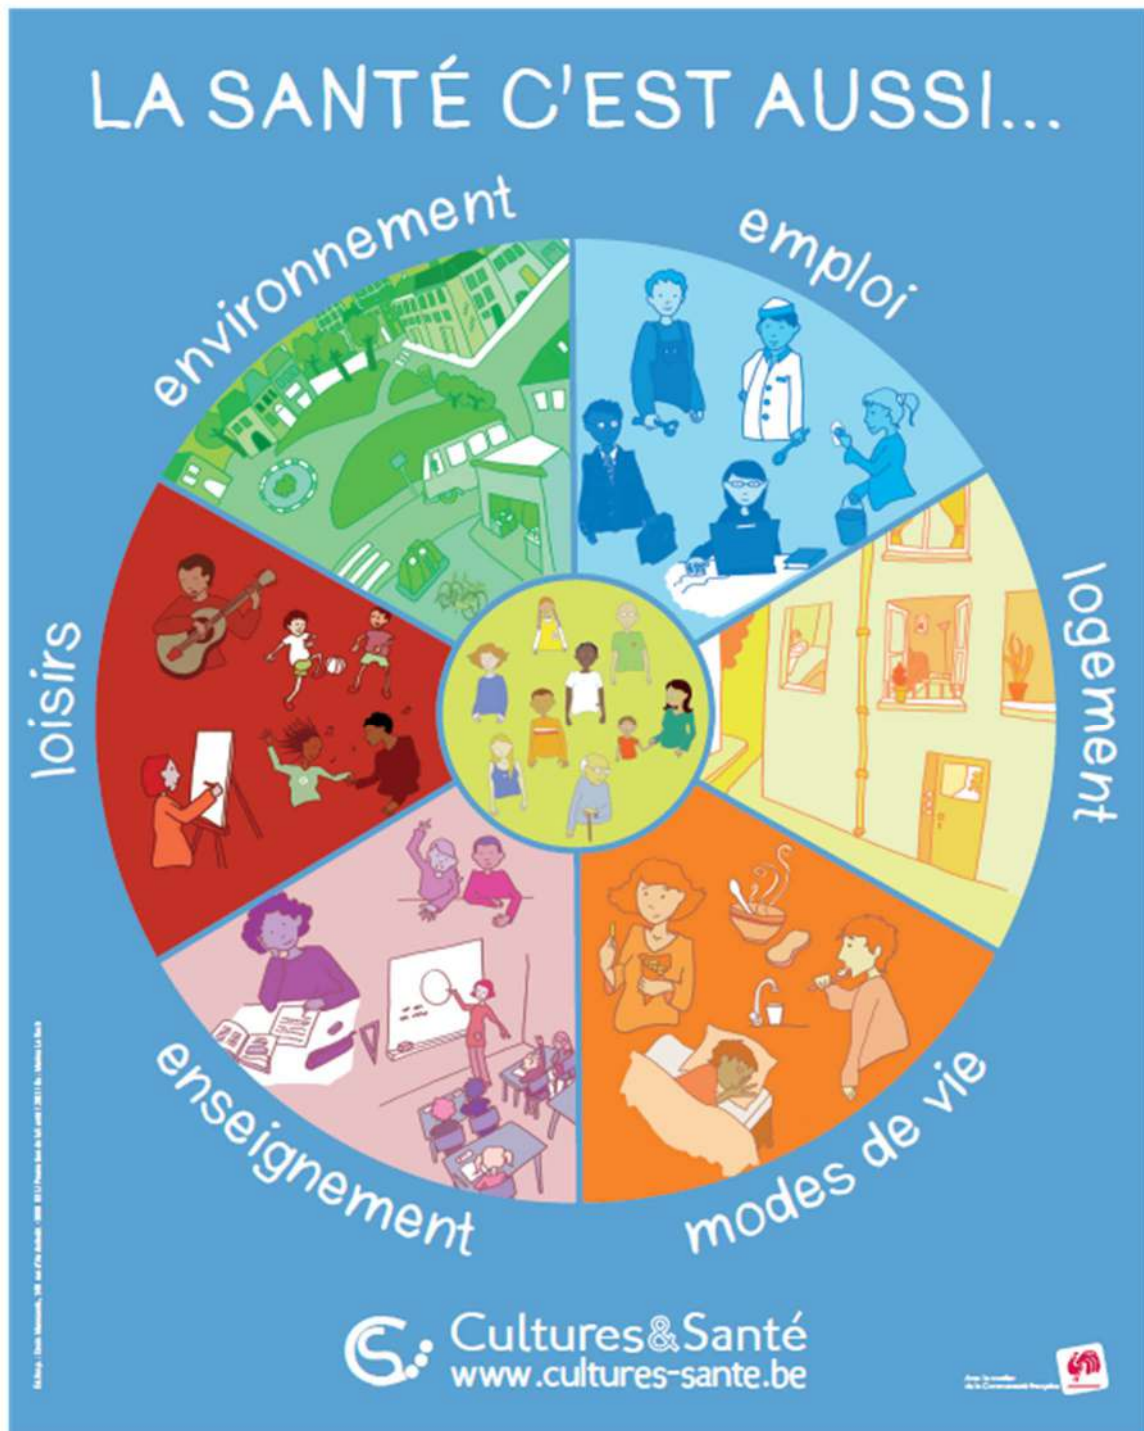 LA SANTÉ C'EST AUSSI...
environnement
emploi
logement
loisirs
enseignement
modes de vie
Cultures&Santé
www.cultures-sante.be